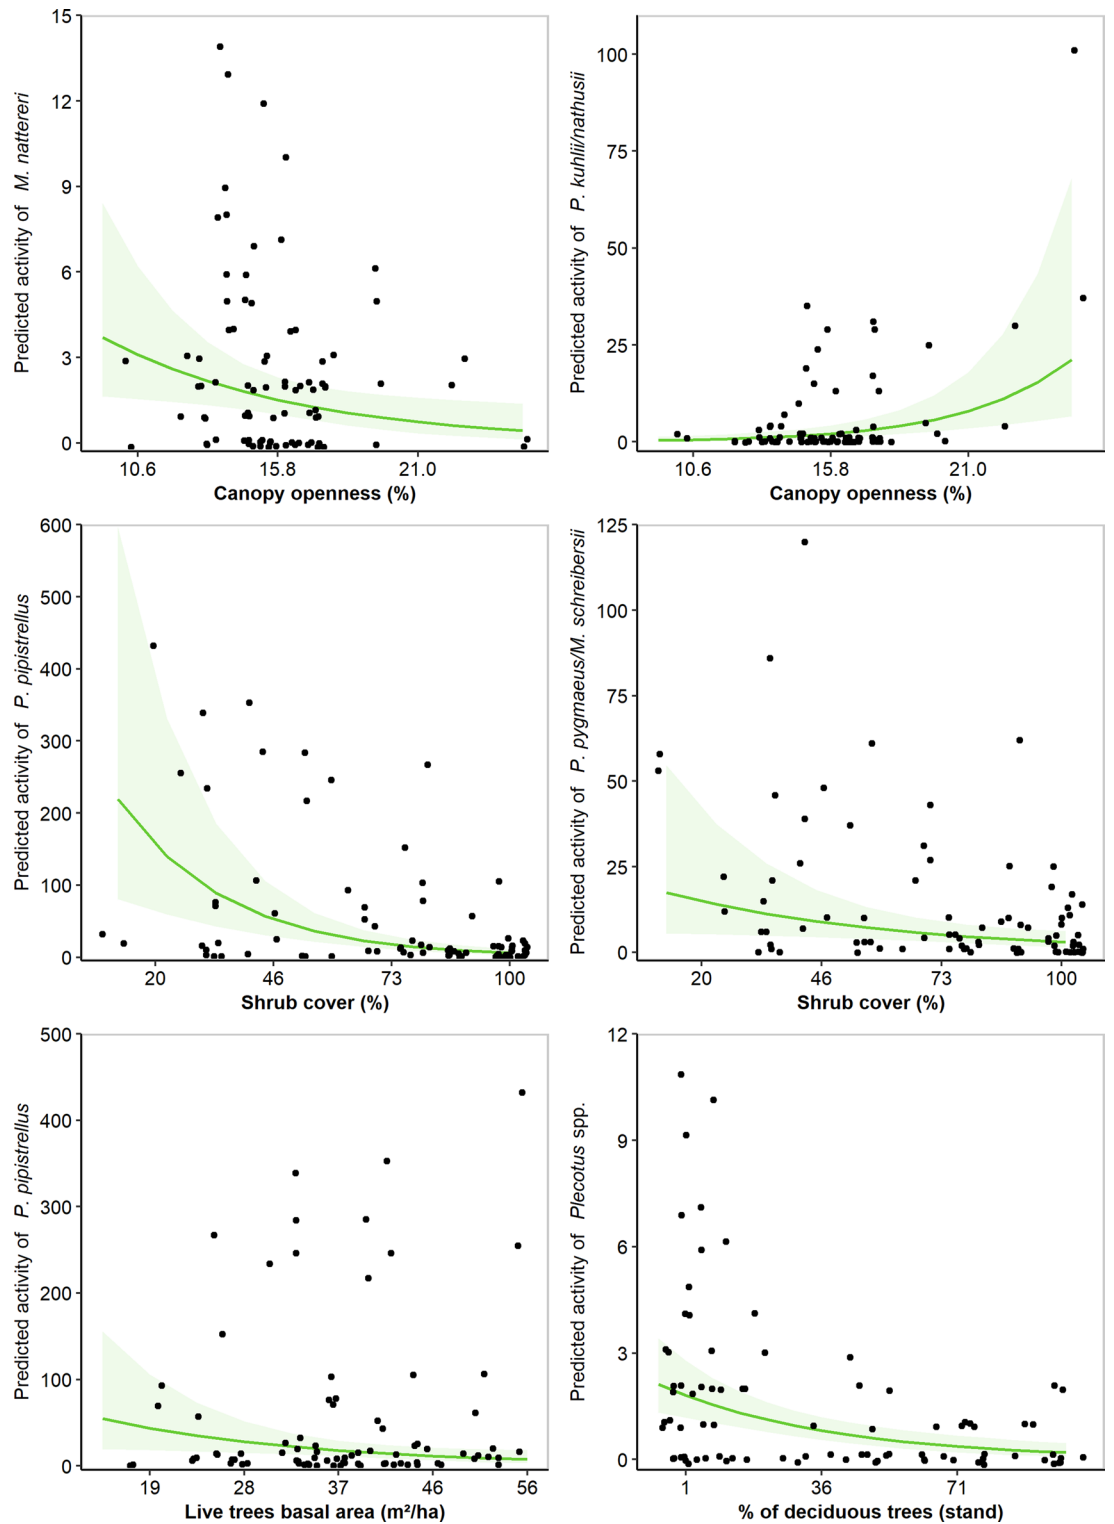 Predicted activity of M. nattereri
15
12
9
6
3
0
10.6 15.8 21.0
Canopy openness (%)
Predicted activity of P. kuhlii/nathusii
100
75
50
25
0
10.6 15.8 21.0
Canopy openness (%)
Predicted activity of P. pipistrellus
600
500
400
300
200
100
0
20 46 73 100
Shrub cover (%)
Predicted activity of P. pygmaeus/M. schreibersii
125
100
75
50
25
0
20 46 73 100
Shrub cover (%)
Predicted activity of P. pipistrellus
500
400
300
200
100
0
19 28 37 46 56
Live trees basal area (m²/ha)
Predicted activity of Plecotus spp.
12
9
6
3
0
1 36 71
% of deciduous trees (stand)